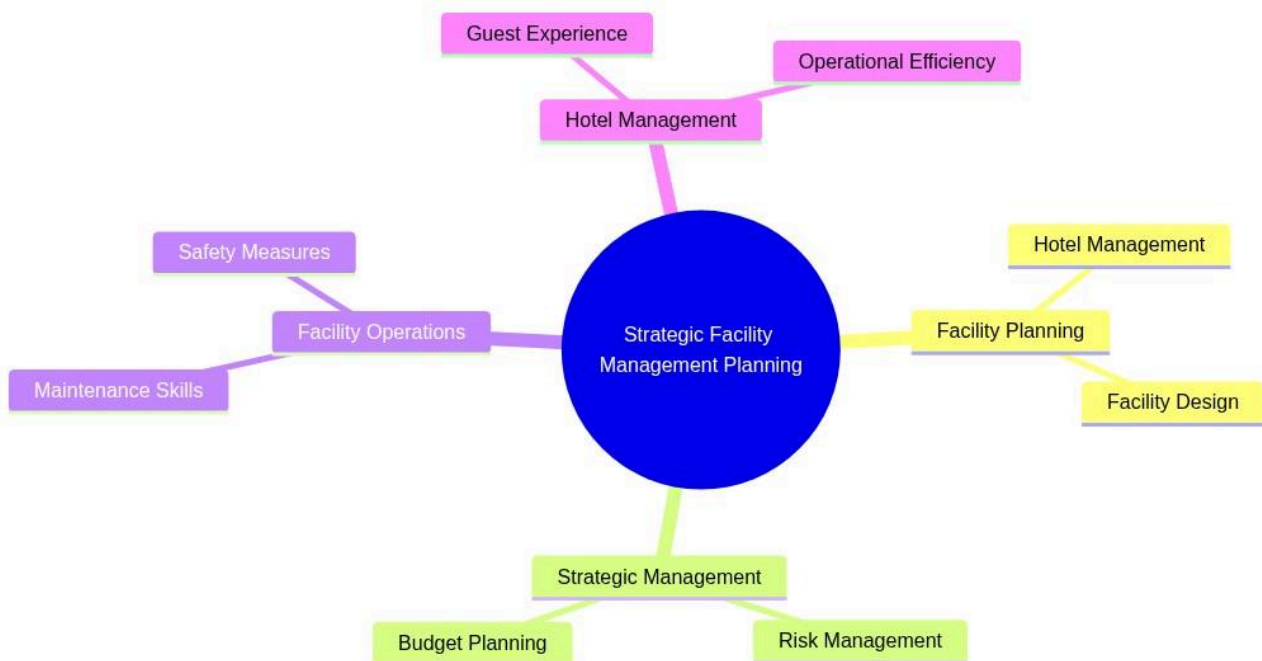 Guest Experience
Operational Efficiency
Hotel Management
Safety Measures
Hotel Management
Facility Operations
Strategic Facility
Management Planning
Facility Planning
Maintenance Skills
Facility Design
Strategic Management
Budget Planning
Risk Management